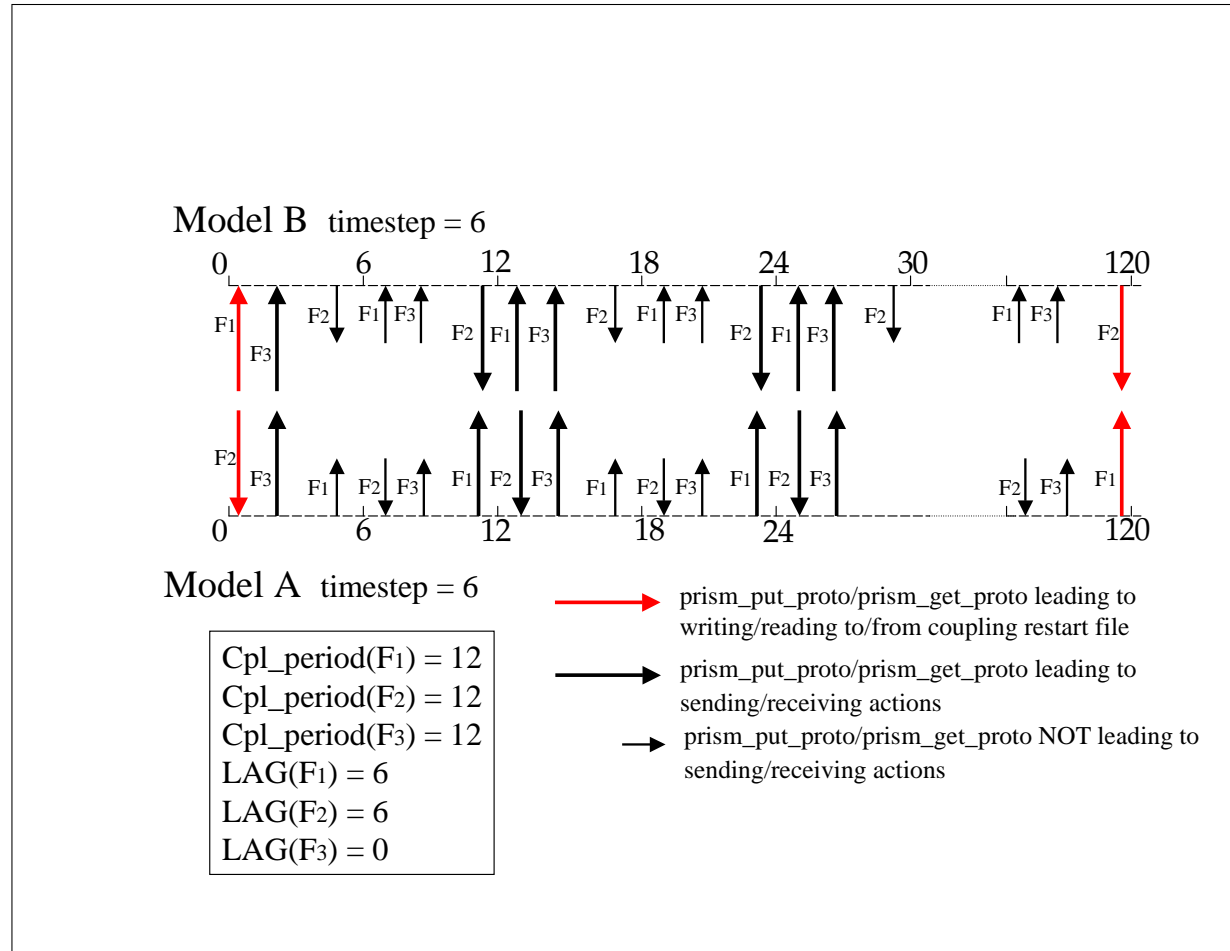 Model B timestep = 6
0 6 12 18 24 30 120
F1 F3 F2 F1 F3 F2 F1 F3 F2 F1 F3 F2 F1 F3 F2 F1 F3 F2
F2 F3 F1 F2 F3 F1 F2 F3 F1 F2 F3 F1 F2 F3 F2 F3 F1
0 6 12 18 24 120
Model A timestep = 6
prism_put_proto/prism_get_proto leading to
writing/reading to/from coupling restart file
prism_put_proto/prism_get_proto leading to
sending/receiving actions
prism_put_proto/prism_get_proto NOT leading to
sending/receiving actions
Cpl_period(F1) = 12
Cpl_period(F2) = 12
Cpl_period(F3) = 12
LAG(F1) = 6
LAG(F2) = 6
LAG(F3) = 0